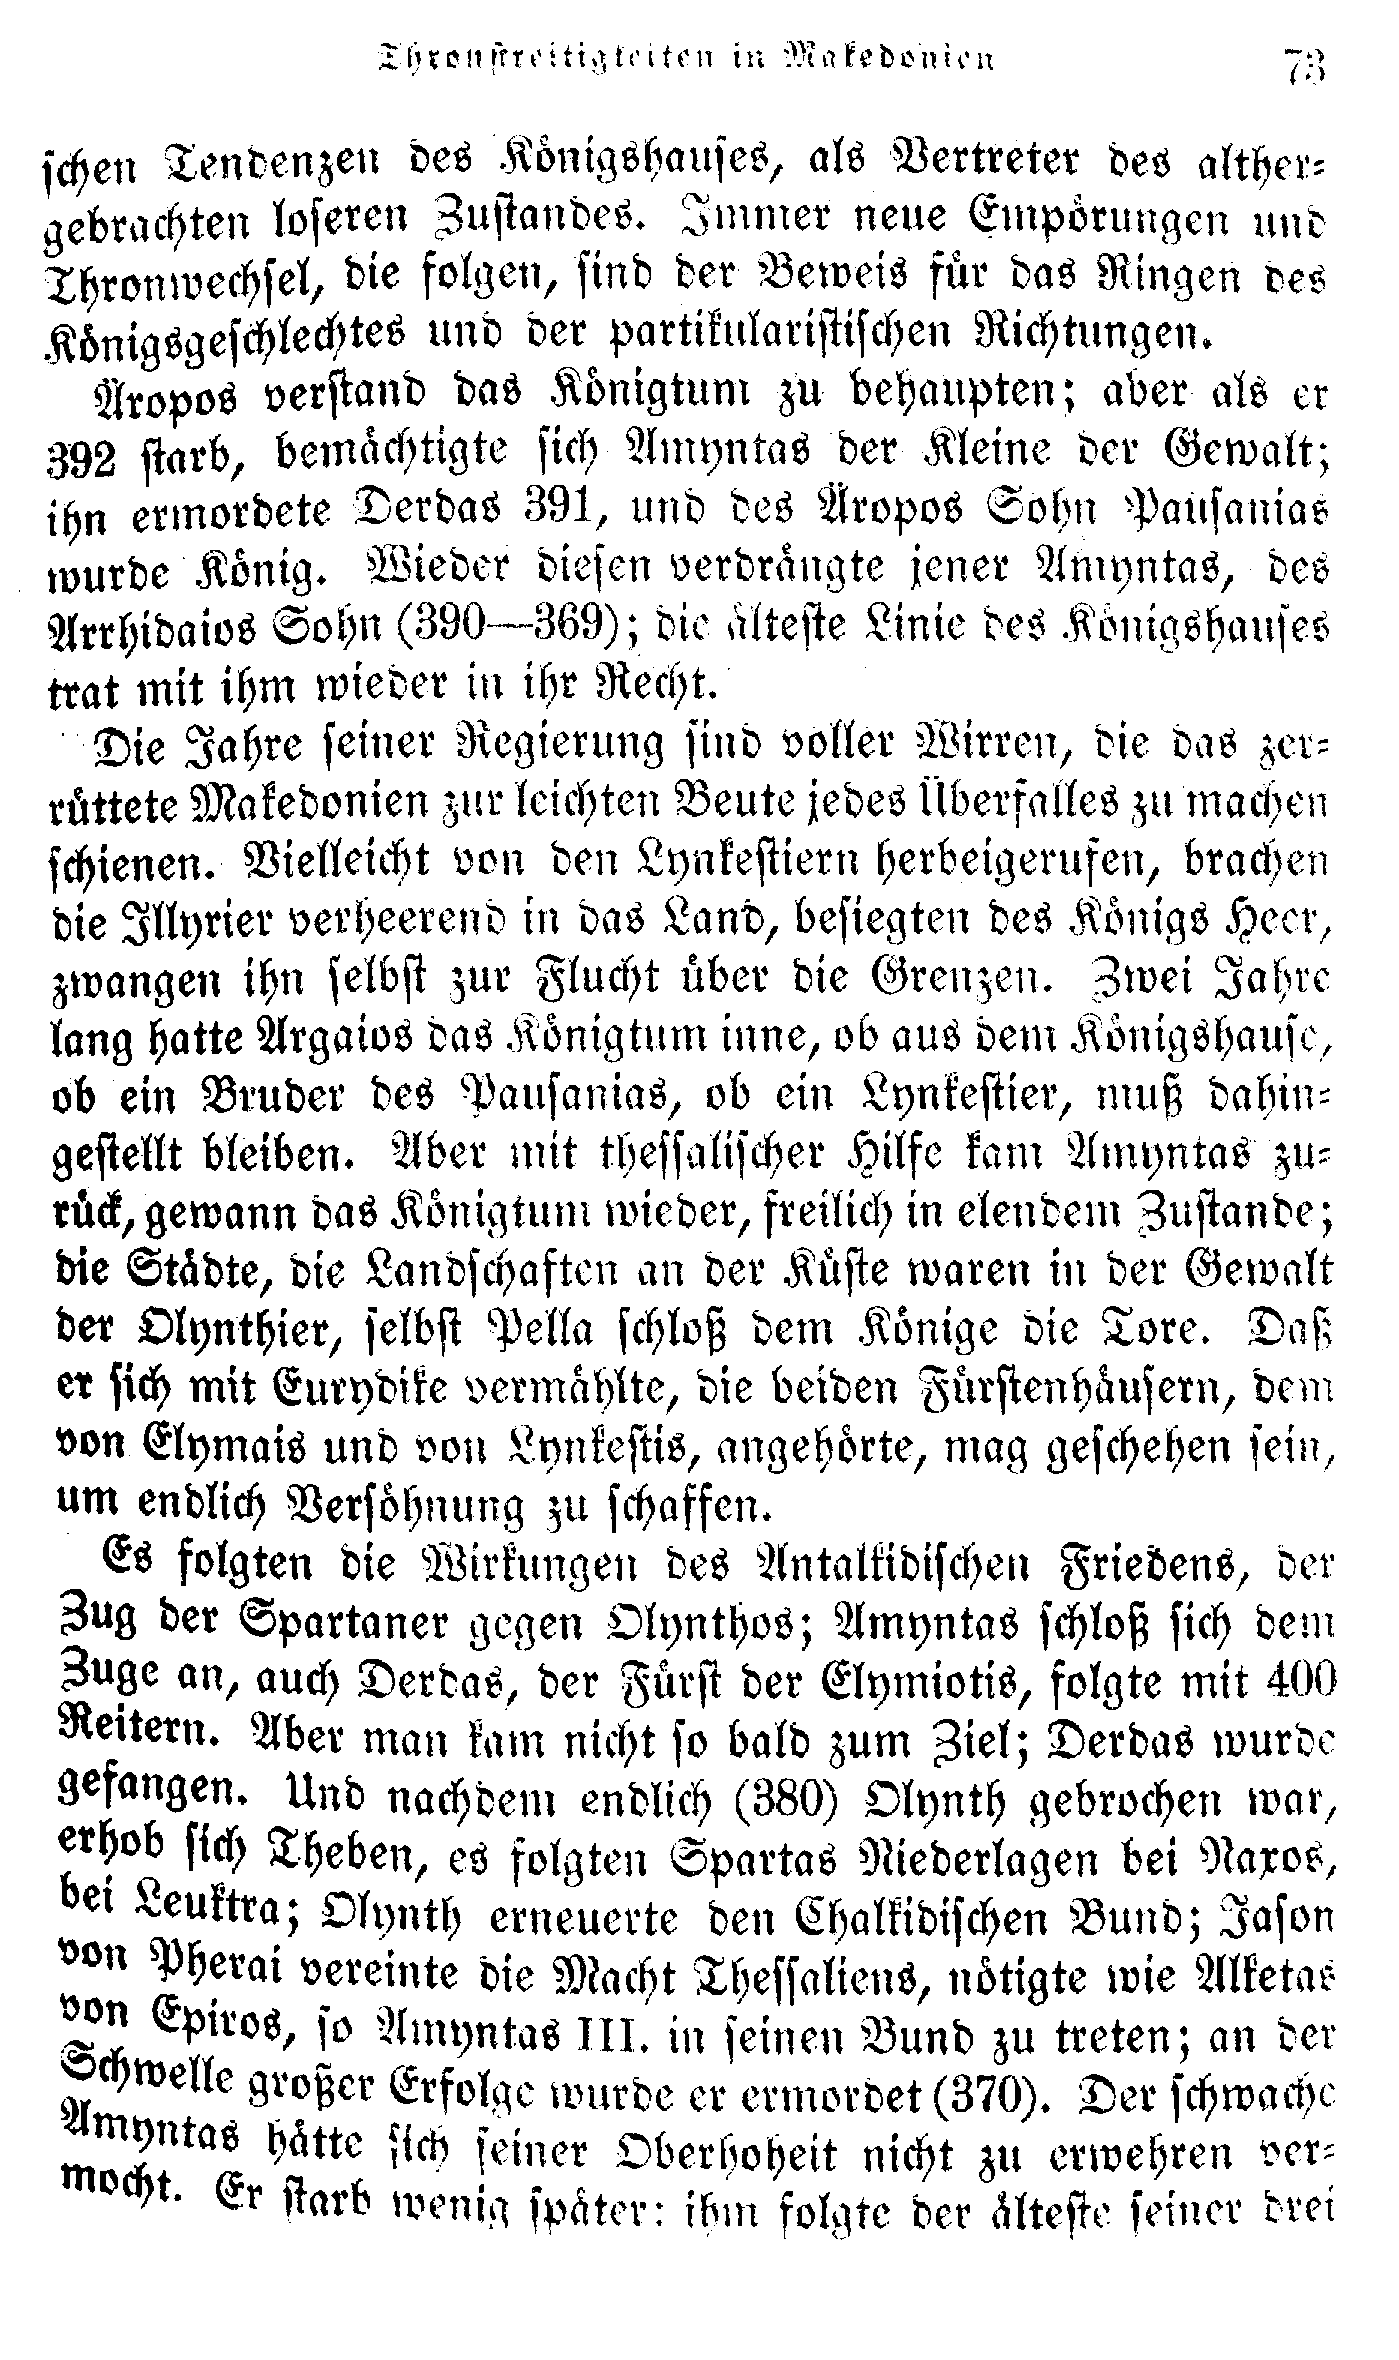 Thronstreitigkeiten in Makedonien 73
schen Tendenzen des Königshauses, als Vertreter des alther-
gebrachten loseren Zustandes. Immer neue Empörungen und
Thronwechsel, die folgen, sind der Beweis für das Ringen des
Königsgeschlechtes und der partikularistischen Richtungen.
Äropos verstand das Königtum zu behaupten; aber als er
392 starb, bemächtigte sich Amyntas der Kleine der Gewalt;
ihn ermordete Derdas 391, und des Äropos Sohn Pausanias
wurde König. Wieder diesen verdrängte jener Amyntas, des
Arrhidaios Sohn (390—369); die älteste Linie des Königshauses
trat mit ihm wieder in ihr Recht.
Die Jahre seiner Regierung sind voller Wirren, die das zer-
rüttete Makedonien zur leichten Beute jedes Überfalles zu machen
schienen. Vielleicht von den Lynkestiern herbeigerufen, brachen
die Illyrier verheerend in das Land, besiegten des Königs Heer,
zwangen ihn selbst zur Flucht über die Grenzen. Zwei Jahre
lang hatte Argaios das Königtum inne, ob aus dem Königshause,
ob ein Bruder des Pausanias, ob ein Lynkestier, muß dahin-
gestellt bleiben. Aber mit thessalischer Hilfe kam Amyntas zu-
rück, gewann das Königtum wieder, freilich in elendem Zustande;
die Städte, die Landschaften an der Küste waren in der Gewalt
der Olynthier, selbst Pella schloß dem Könige die Tore. Daß
er sich mit Eurydike vermählte, die beiden Fürstenhäusern, dem
von Elymais und von Lynkestis, angehörte, mag geschehen sein,
um endlich Versöhnung zu schaffen.
Es folgten die Wirkungen des Antalkidischen Friedens, der
Zug der Spartaner gegen Olynthos; Amyntas schloß sich dem
Zuge an, auch Derdas, der Fürst der Elymiotis, folgte mit 400
Reitern. Aber man kam nicht so bald zum Ziel; Derdas wurde
gefangen. Und nachdem endlich (380) Olynth gebrochen war,
erhob sich Theben, es folgten Spartas Niederlagen bei Naxos,
bei Leuktra; Olynth erneuerte den Chalkidischen Bund; Jason
von Pherai vereinte die Macht Thessaliens, nötigte wie Alketas
von Epiros, so Amyntas III. in seinen Bund zu treten; an der
Schwelle großer Erfolge wurde er ermordet (370). Der schwache
Amyntas hätte sich seiner Oberhoheit nicht zu erwehren ver-
mocht. Er starb wenig später: ihm folgte der älteste seiner drei